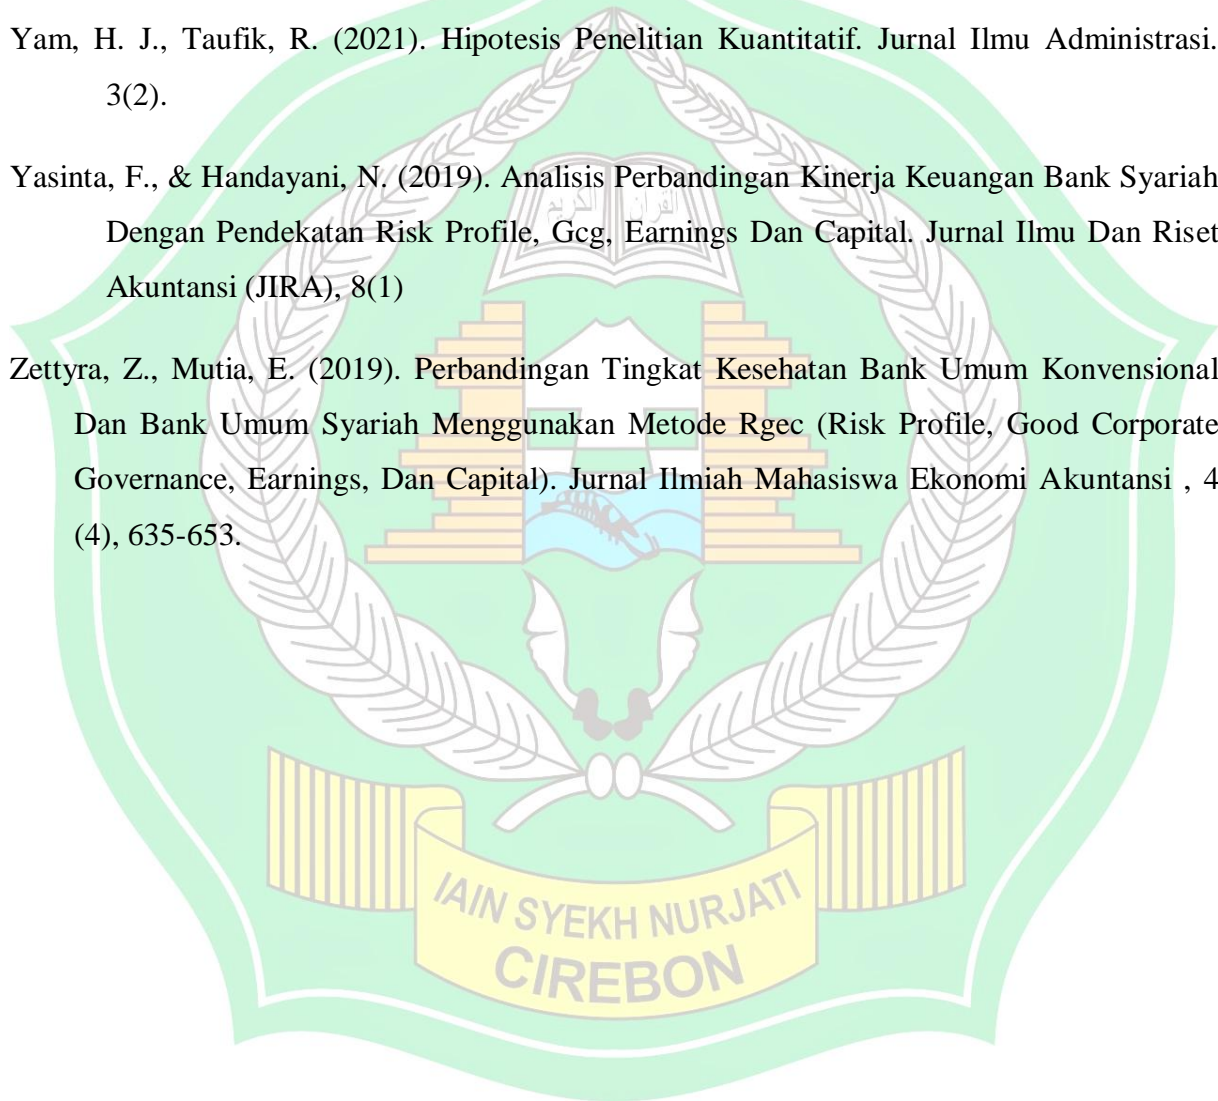 Yam, H. J., Taufik, R. (2021). Hipotesis Penelitian Kuantitatif. Jurnal Ilmu Administrasi.
3(2).
Yasinta, F., & Handayani, N. (2019). Analisis Perbandingan Kinerja Keuangan Bank Syariah
Dengan Pendekatan Risk Profile, Gcg, Earnings Dan Capital. Jurnal Ilmu Dan Riset
Akuntansi (JIRA), 8(1)
Zettyra, Z., Mutia, E. (2019). Perbandingan Tingkat Kesehatan Bank Umum Konvensional
Dan Bank Umum Syariah Menggunakan Metode Rgec (Risk Profile, Good Corporate
Governance, Earnings, Dan Capital). Jurnal Ilmiah Mahasiswa Ekonomi Akuntansi , 4
(4), 635-653.
القرآن الكريم
IAIN SYEKH NURJATI
CIREBON